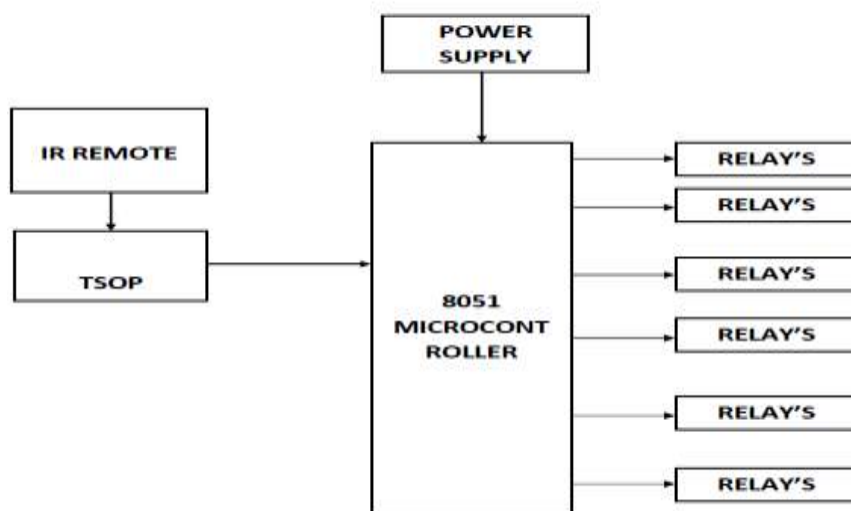 POWER
SUPPLY
IR REMOTE
TSOP
8051
MICROCONT
ROLLER
RELAY'S
RELAY'S
RELAY'S
RELAY'S
RELAY'S
RELAY'S